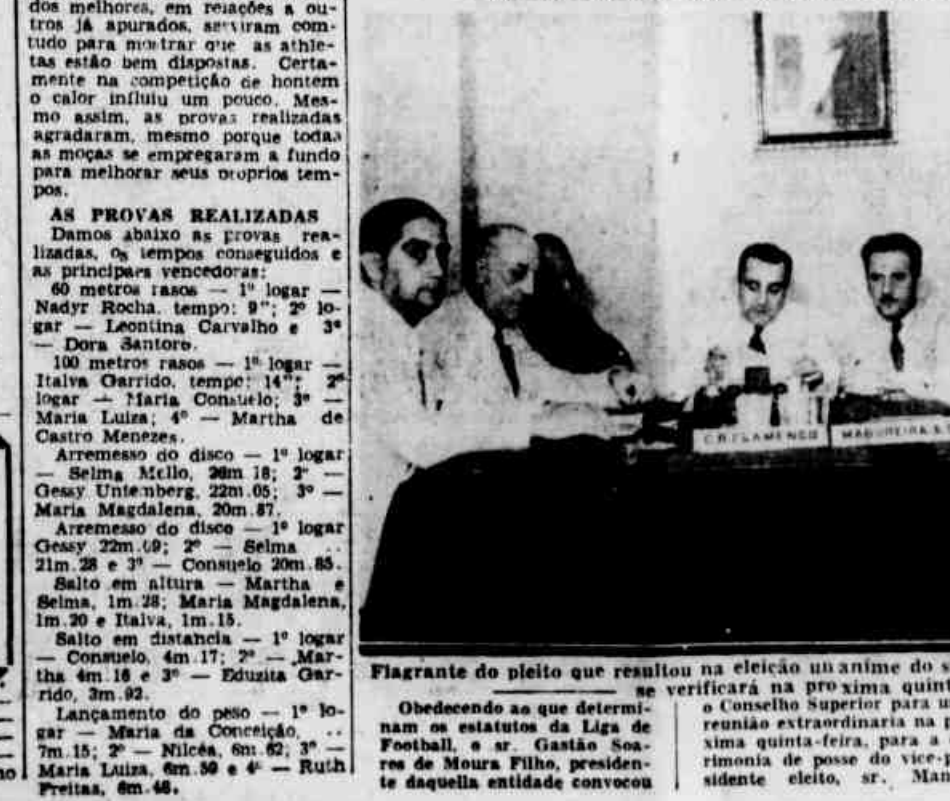 dos melhores, em relações a ou-
tros já apurados, serviram com-
tudo para mostrar que as athle-
tas estão bem dispostas. Certa-
mente na competição de hontem
o calor influiu um pouco. Mes-
mo assim, as provas realizadas
agradaram, mesmo porque todas
as moças se empregaram a fundo
para melhorar seus proprios tem-
pos.
AS PROVAS REALIZADAS
Damos abaixo as provas rea-
lizadas, os tempos conseguidos e
as principaes vencedoras:
60 metros rasos — 1º logar —
Nadyr Rocha, tempo: 9"; 2º lo-
gar — Leontina Carvalho e 3º
— Dora Santoro.
100 metros rasos — 1º logar —
Italva Garrido, tempo: 14"; 2º
logar — Maria Consuelo; 3º —
Maria Luiza; 4º — Martha de
Castro Menezes.
Arremesso do disco — 1º logar
— Selma Mello, 26m.18; 2º —
Gessy Untemberg, 22m.05; 3º —
Maria Magdalena, 20m.87.
Arremesso do disco — 1º logar
Gessy 22m.09; 2º — Selma ..
21m.28 e 3º — Consuelo 20m.85.
Salto em altura — Martha e
Selma, 1m.28; Maria Magdalena,
1m.20 e Italva, 1m.15.
Salto em distancia — 1º logar
— Consuelo, 4m.17; 2º — Mar-
tha 4m.16 e 3º — Eduzita Gar-
rido, 3m.92.
Lançamento do peso — 1º lo-
gar — Maria da Conceição, ..
7m.15; 2º — Nilcéa, 6m.62; 3º —
Maria Luiza, 6m.59 e 4º — Ruth
Freitas, 6m.48.
C.R. FLAMENGO
MADUREIRA A.
Flagrante do pleito que resultou na eleicão unanime do s
se verificará na proxima quint
Obedecendo ao que determi-
nam os estatutos da Liga de
Football, o sr. Gastão Soa-
res de Moura Filho, presiden-
te daquella entidade convocou
o Conselho Superior para u
reunião extraordinaria na p
xima quinta-feira, para a
rimonia de posse do vice-p
sidente eleito, sr. Man